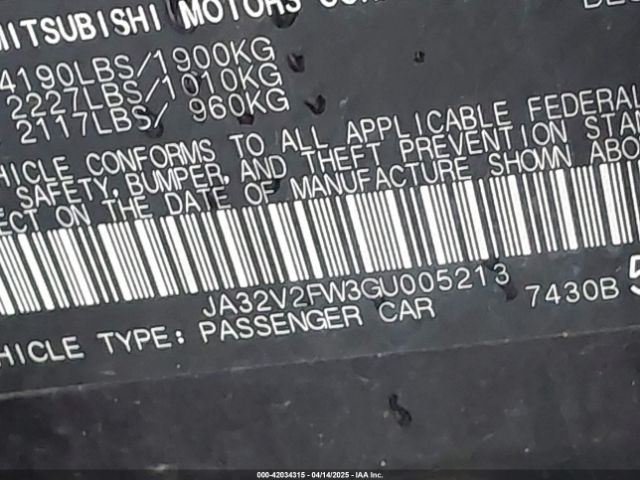 MITSUBISHI MOTORS
4190LBS/1900KG
2227LBS/1010KG
2117LBS/ 960KG
HICLE CONFORMS TO ALL APPLICABLE FEDERAL
SAFETY, BUMPER, AND THEFT PREVENTION STAN
ECT ON THE DATE OF MANUFACTURE SHOWN ABO
JA32V2FW3GU005213
7430B 5
HICLE TYPE: PASSENGER CAR
000-42034315 - 04/14/2025 - IAA Inc.